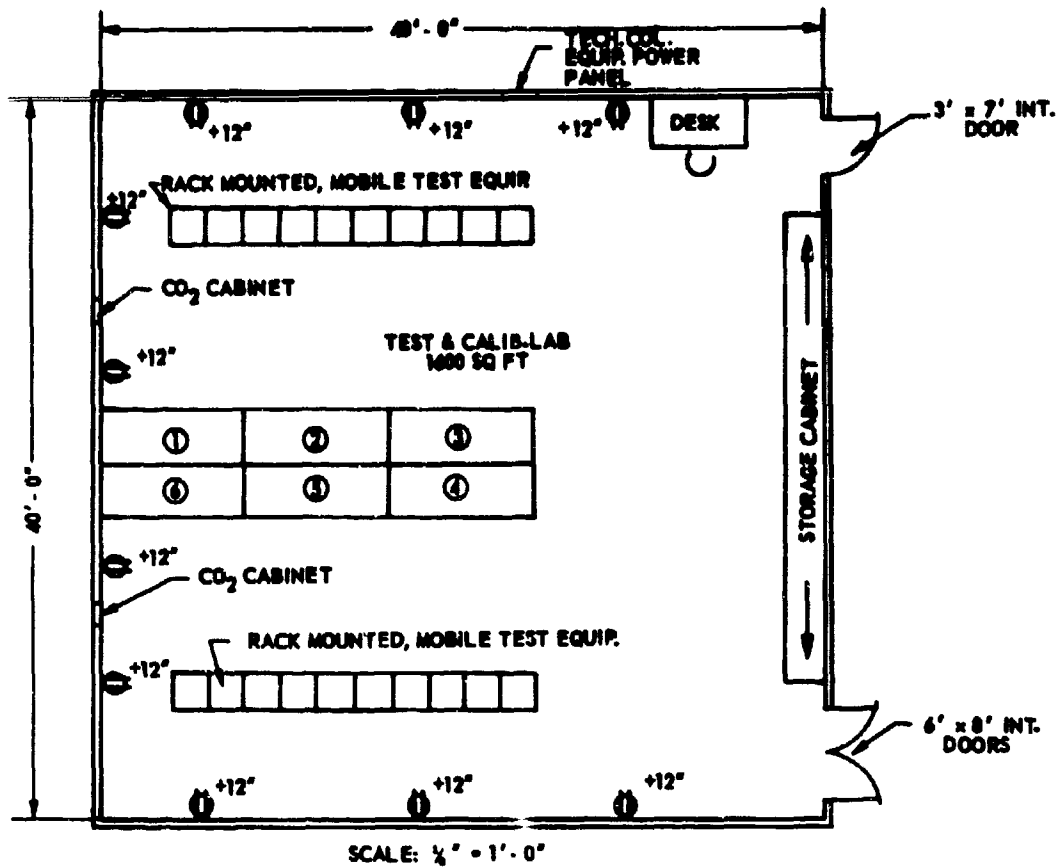 40'-0"
TECH. COL.
EQUIP. POWER
PANEL
+12"
+12"
+12"
DESK
3' x 7' INT.
DOOR
+12"
RACK MOUNTED, MOBILE TEST EQUIP
CO2 CABINET
+12"
TEST & CALIB. LAB
1600 SQ FT
① ② ③
⑥ ⑤ ④
40'-0"
STORAGE CABINET
+12"
CO2 CABINET
RACK MOUNTED, MOBILE TEST EQUIP.
+12"
6' x 8' INT.
DOORS
+12"
+12"
+12"
SCALE: " = 1'-0"